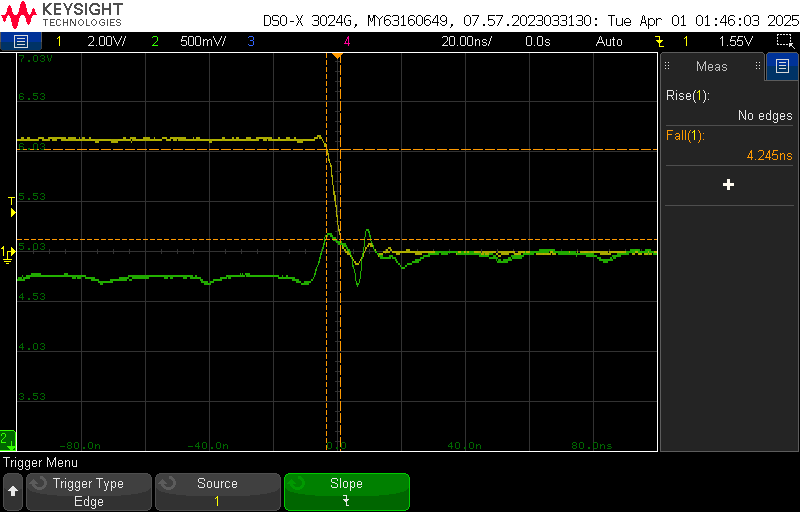 KEYSIGHT
TECHNOLOGIES
DSO-X 3024G, MY63160649, 07.57.2023033130: Tue Apr 01 01:46:03 2025
1 2.00V/ 2 500mV/ 3 4 20.00ns/ 0.0s Auto 1 1.55V
7.03V
6.53
6.03
5.53
5.03
4.53
4.03
3.53
T
1
2
-80.0n -40.0n 0.0 40.0n 80.0ns
Meas
Rise(1):
No edges
Fall(1):
4.245ns
Trigger Menu
Trigger Type
Edge
Source
1
Slope